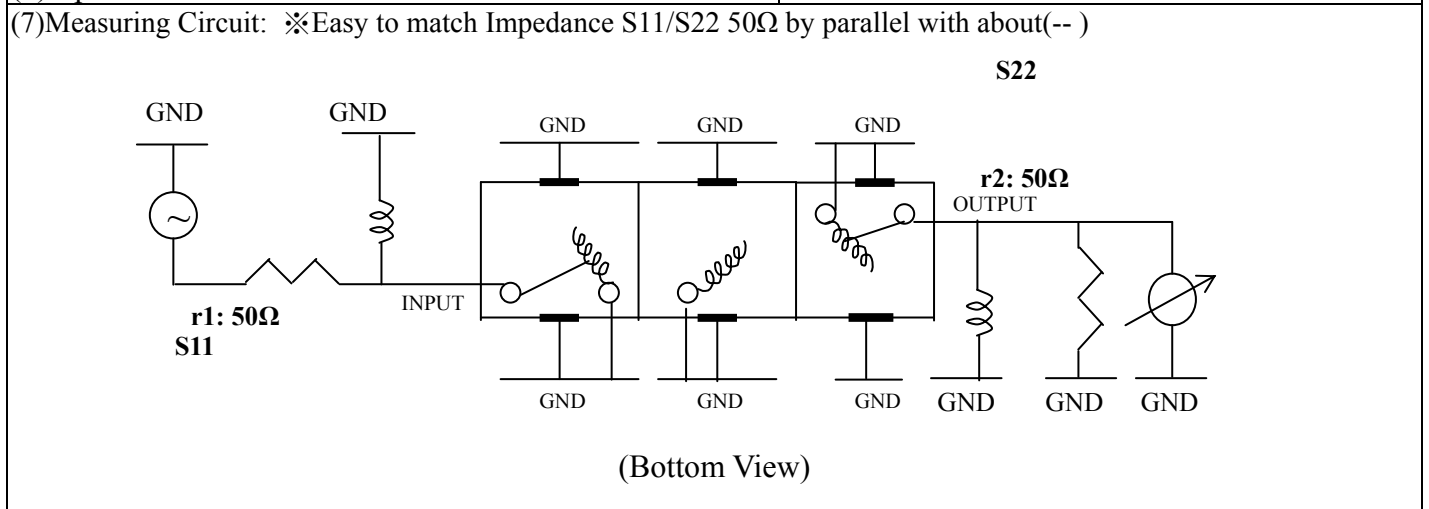 (7)Measuring Circuit: ※Easy to match Impedance S11/S22 50Ω by parallel with about(-- )
S22
GND GND GND GND GND
r2: 50Ω
OUTPUT
INPUT
r1: 50Ω
S11
GND GND GND GND GND GND
(Bottom View)